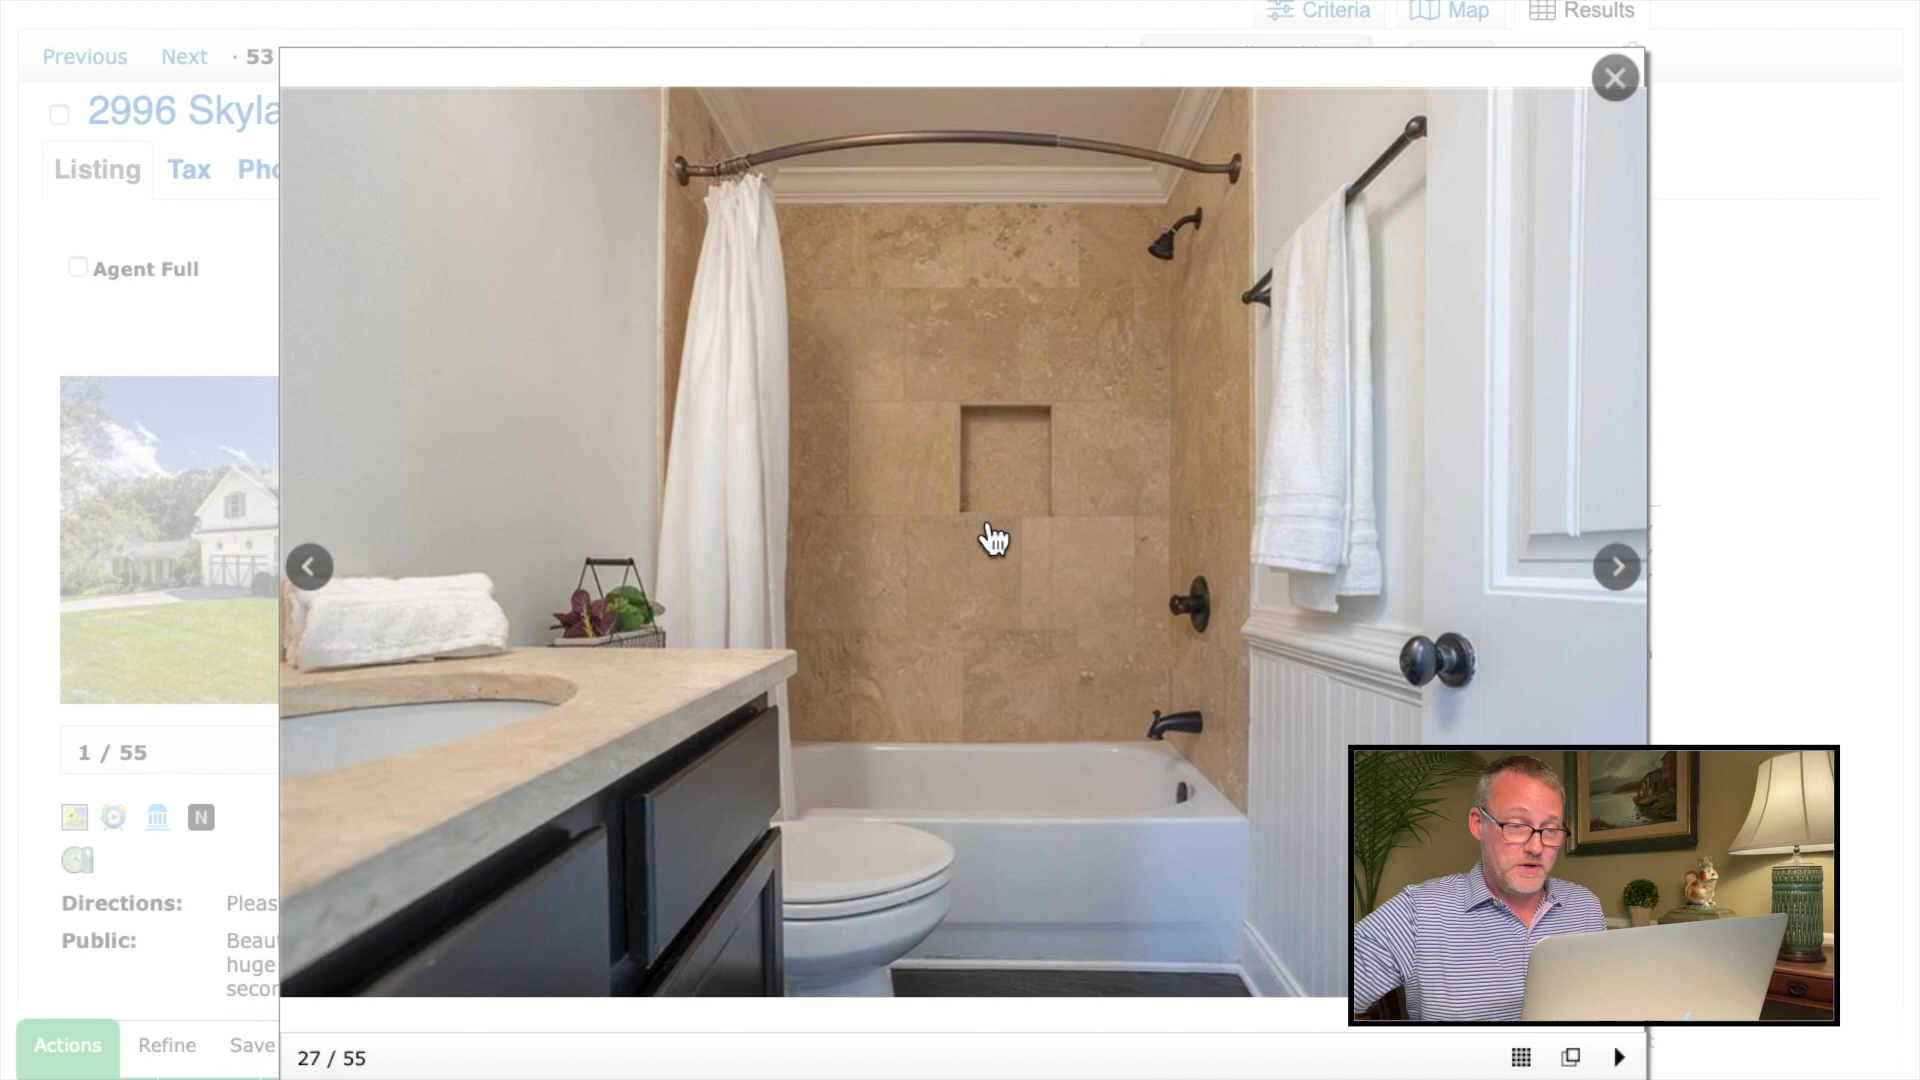 Criteria
Map
Results
Previous
Next
· 53
2996 Skyla
Listing
Tax
Pho
Agent Full
1 / 55
N
Directions:
Pleas
Public:
Beau
huge
secon
Actions
Refine
Save
27 / 55